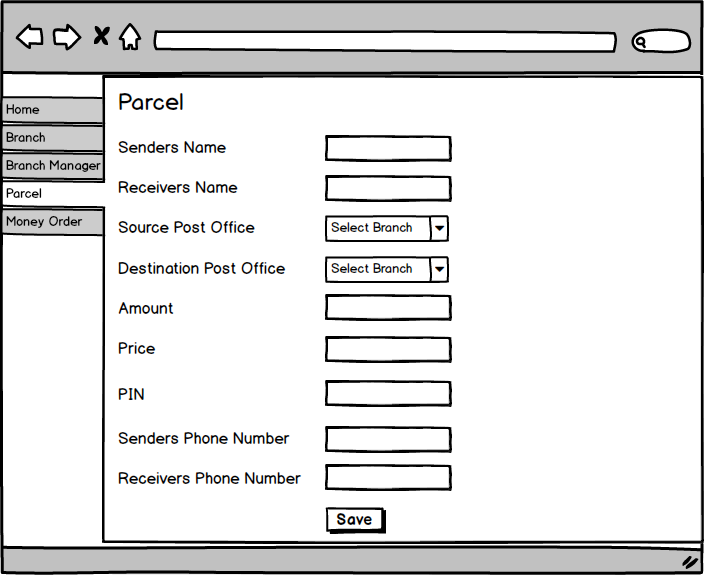 Home
Branch
Branch Manager
Parcel
Money Order
Parcel
Senders Name
Receivers Name
Source Post Office Select Branch
Destination Post Office Select Branch
Amount
Price
PIN
Senders Phone Number
Receivers Phone Number
Save